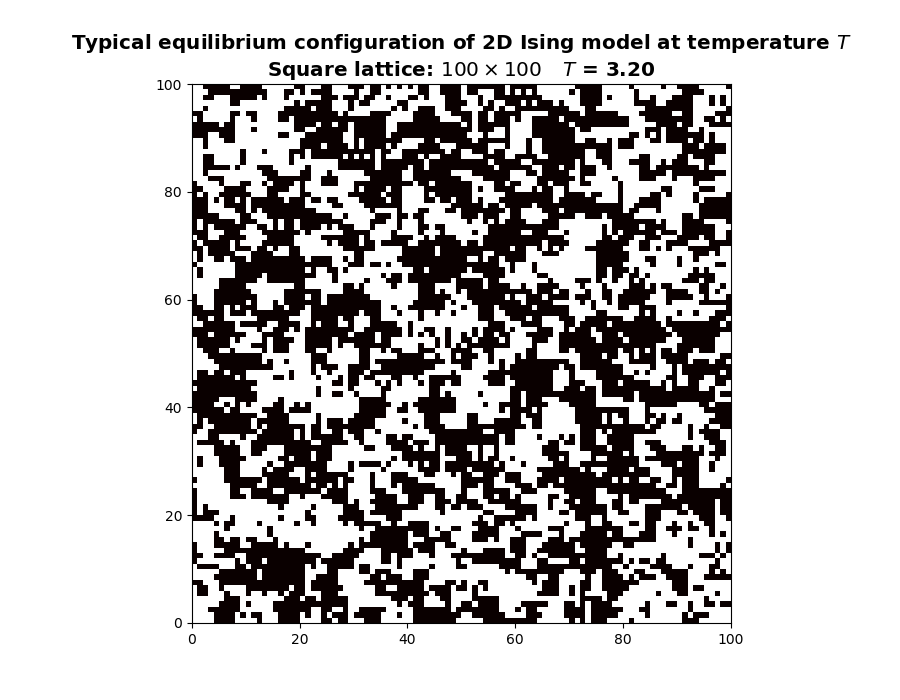 Typical equilibrium configuration of 2D Ising model at temperature T
Square lattice: 100 × 100 T = 3.20
100
80
60
40
20
0
0 20 40 60 80 100